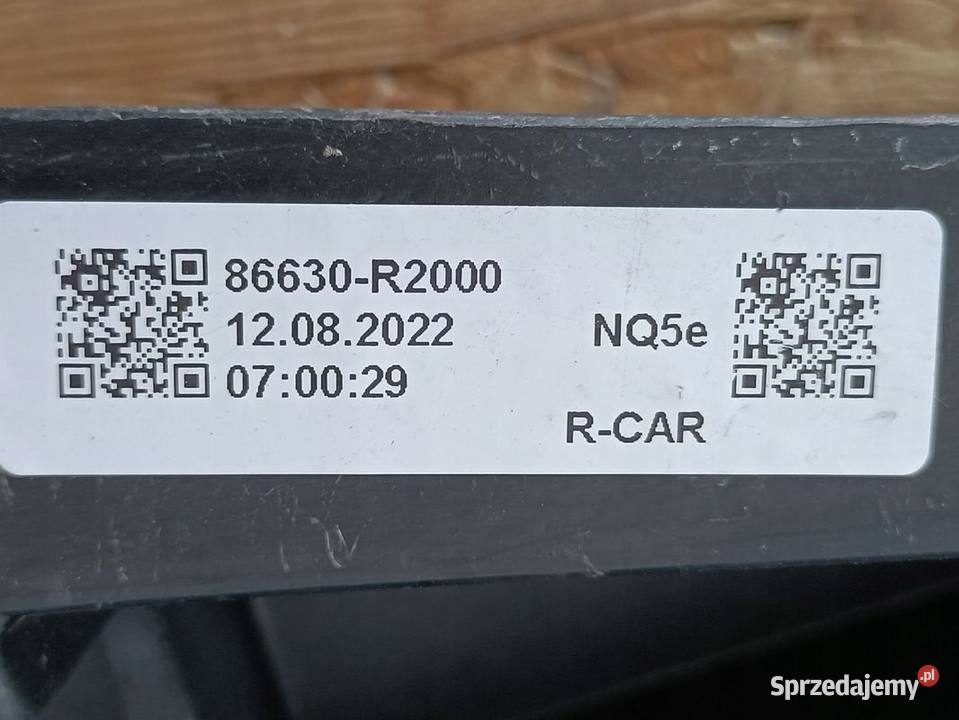 86630-R2000
12.08.2022
NQ5e
07:00:29
R-CAR
Sprzedajemy.pl